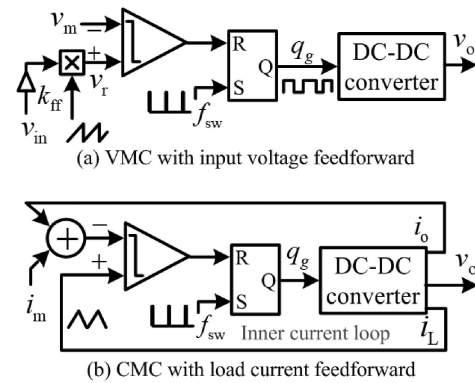 v_m
−
+
k_ff
v_r
v_in
R
S
Q
f_sw
q_g
DC-DC
converter
v_o
(a) VMC with input voltage feedforward
+
−
+
i_m
R
S
Q
f_sw
q_g
DC-DC
converter
i_o
v_o
i_L
Inner current loop
(b) CMC with load current feedforward